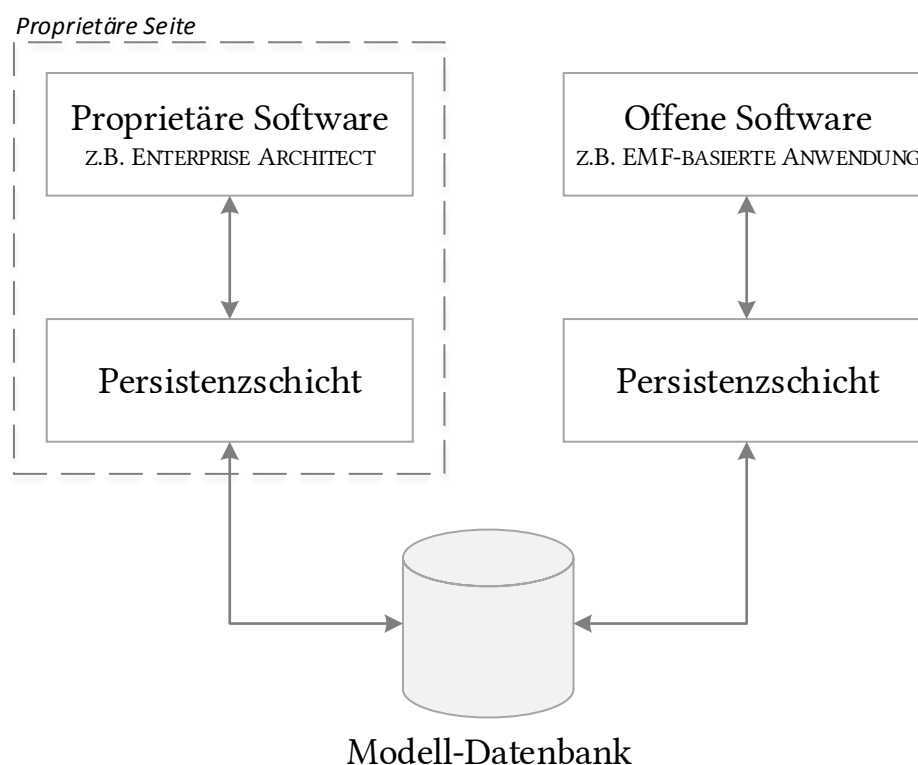 Proprietäre Seite
Proprietäre Software
z.B. ENTERPRISE ARCHITECT
Offene Software
z.B. EMF-BASIERTE ANWENDUNG
Persistenzschicht
Persistenzschicht
Modell-Datenbank